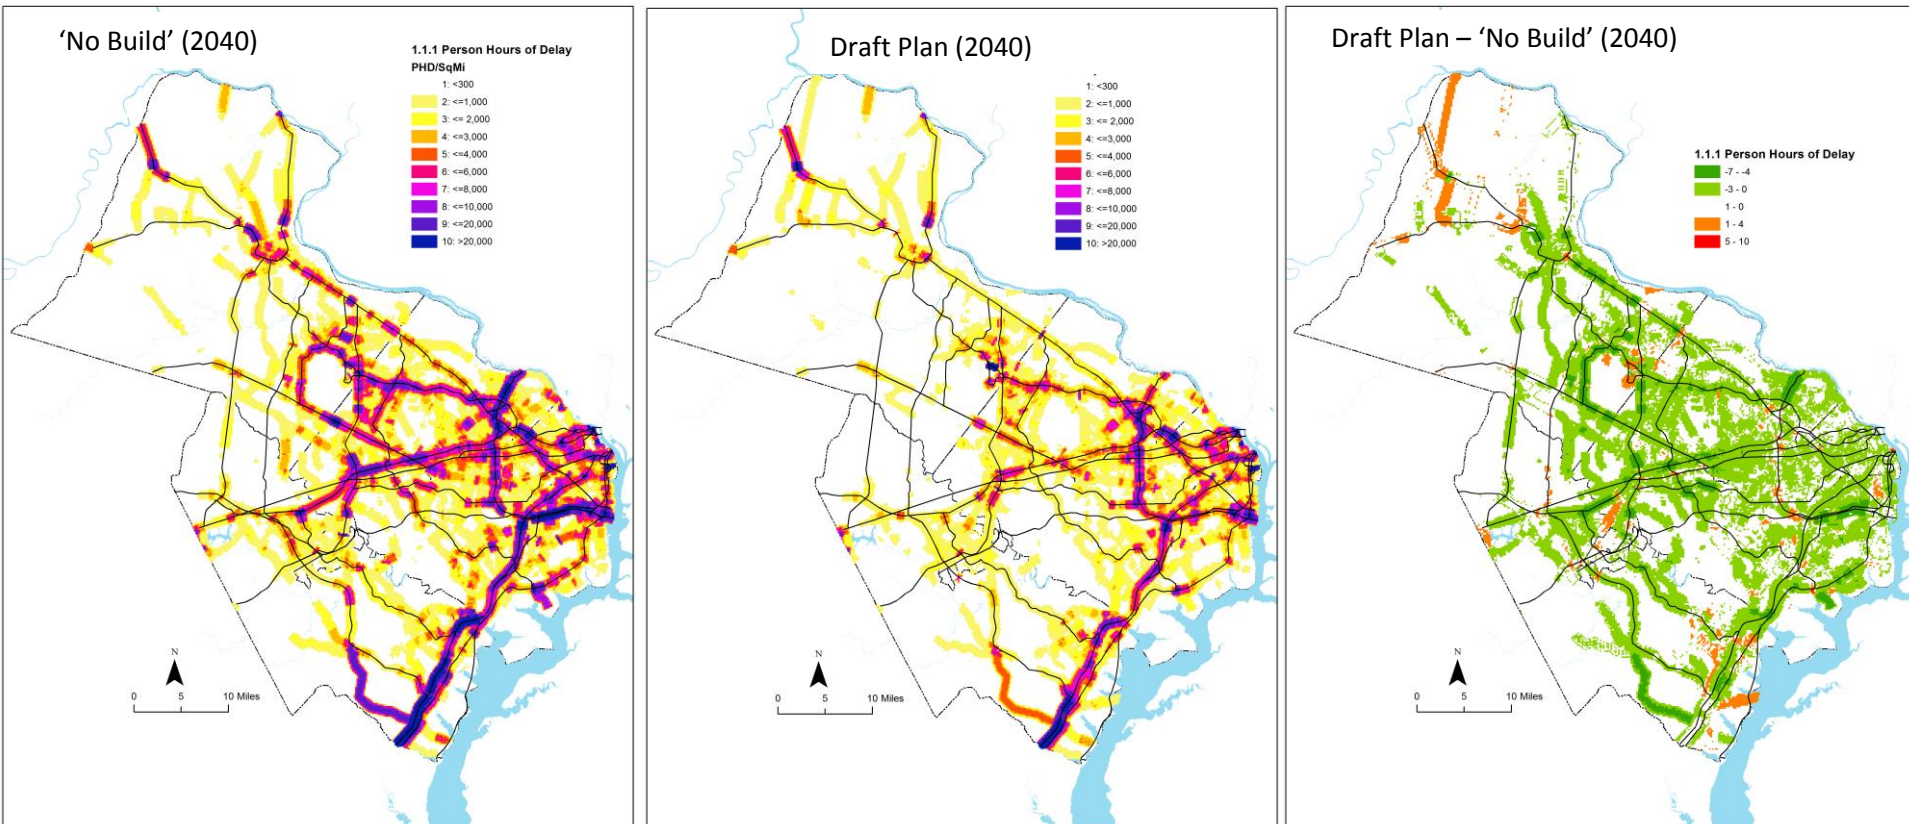 ‘No Build’ (2040)
1.1.1 Person Hours of Delay
PHD/SqMi
1: <300
2: <=1,000
3: <= 2,000
4: <=3,000
5: <=4,000
6: <=6,000
7: <=8,000
8: <=10,000
9: <=20,000
10: >20,000
N
0 5 10 Miles
Draft Plan (2040)
1: <300
2: <=1,000
3: <= 2,000
4: <=3,000
5: <=4,000
6: <=6,000
7: <=8,000
8: <=10,000
9: <=20,000
10: >20,000
N
0 5 10 Miles
Draft Plan – ‘No Build’ (2040)
1.1.1 Person Hours of Delay
-7 - -4
-3 - 0
1 - 0
1 - 4
5 - 10
N
0 5 10 Miles